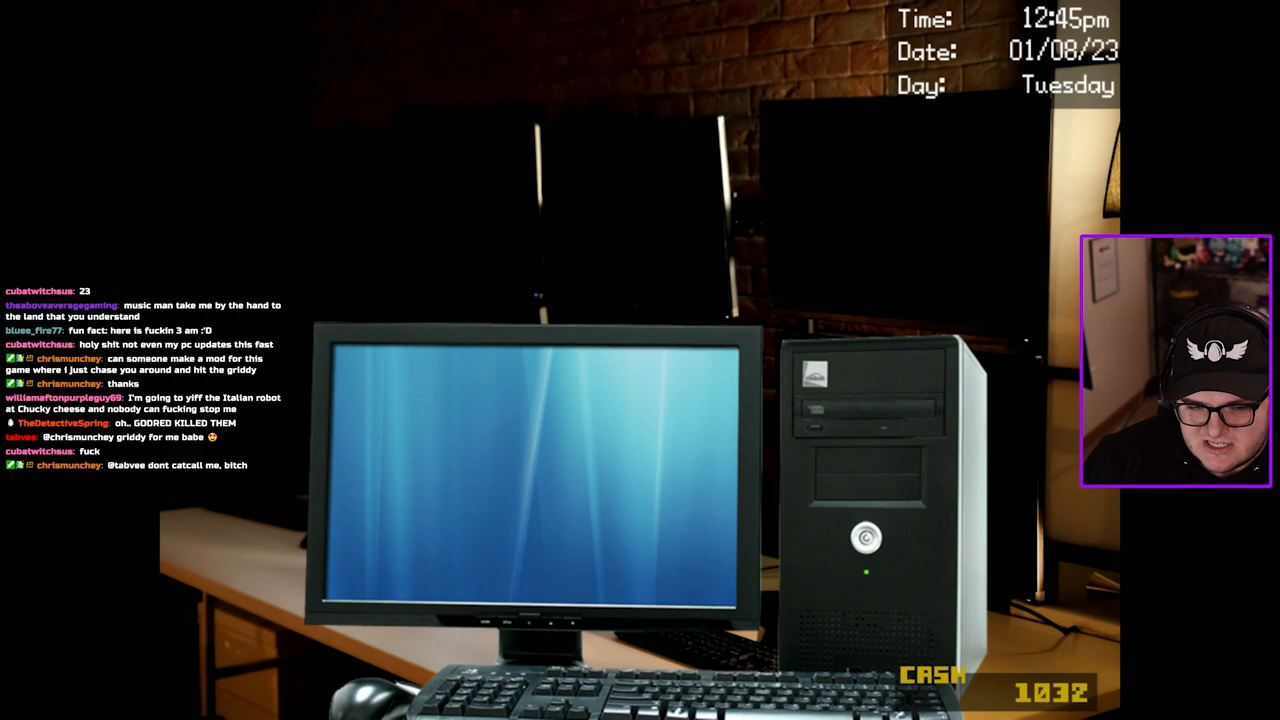 Time: 12:45pm
Date: 01/08/23
Day: Tuesday
cubatwitchsus: 23
theaboveaveragegaming: music man take me by the hand to
the land that you understand
bluee_fire77: fun fact: here is fuckin 3 am :'D
cubatwitchsus: holy shit not even my pc updates this fast
chrismunchey: can someone make a mod for this
game where i just chase you around and hit the griddy
chrismunchey: thanks
williamaftonpurpleguy69: I'm going to yiff the Italian robot
at Chucky cheese and nobody can fucking stop me
TheDetectiveSpring: oh.. GODRED KILLED THEM
tabvee: @chrismunchey griddy for me babe 😍
cubatwitchsus: fuck
chrismunchey: @tabvee dont catcall me, bitch
CASH
1032